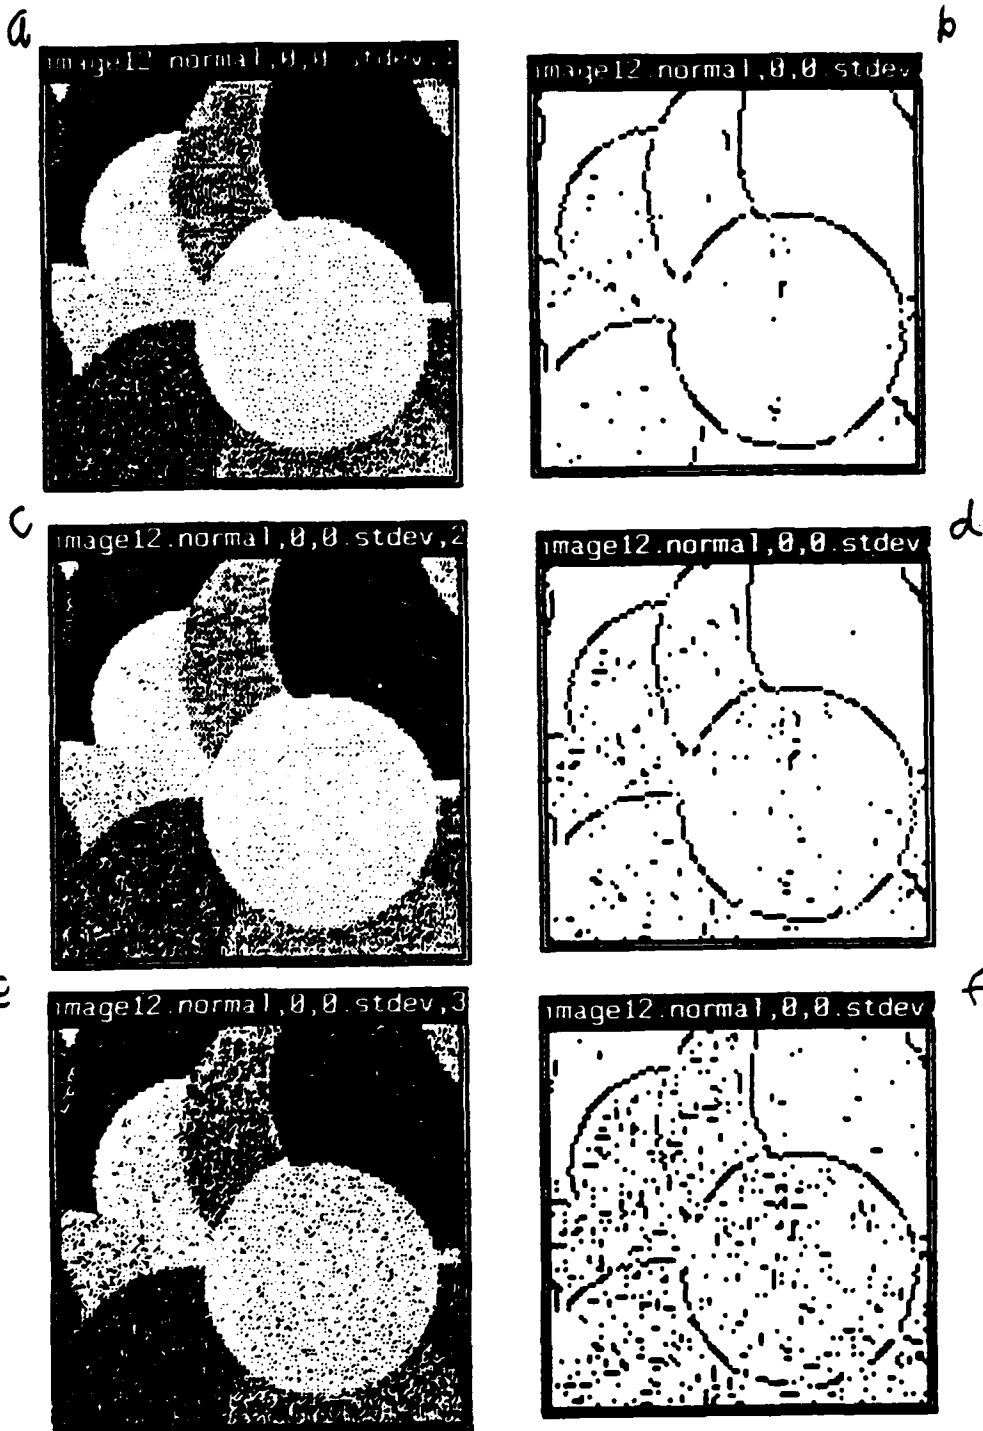 a
b
image12.normal,0,0.stdev,
image12.normal,0,0.stdev,
c
d
image12.normal,0,0.stdev,2
image12.normal,0,0.stdev,
e
f
image12.normal,0,0.stdev,3
image12.normal,0,0.stdev,